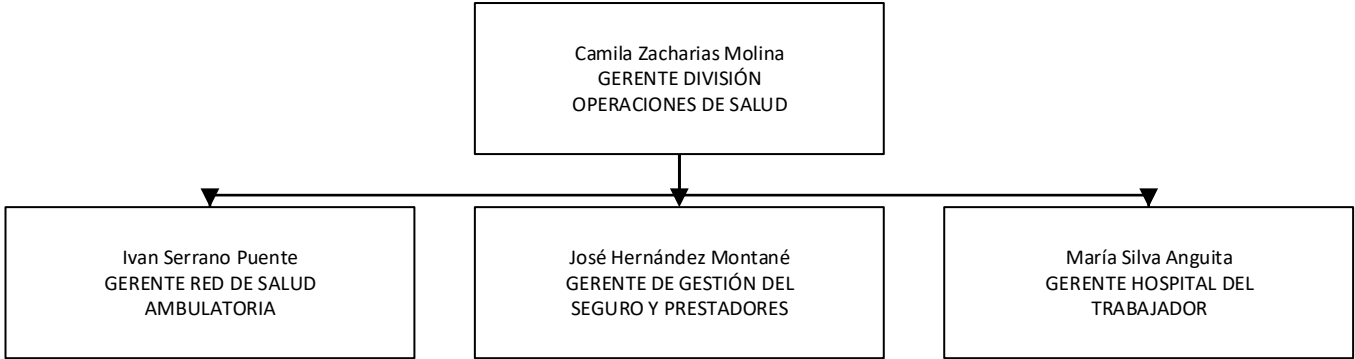 Camila Zacharias Molina
GERENTE DIVISIÓN
OPERACIONES DE SALUD
Ivan Serrano Puente
GERENTE RED DE SALUD
AMBULATORIA
José Hernández Montané
GERENTE DE GESTIÓN DEL
SEGURO Y PRESTADORES
María Silva Anguita
GERENTE HOSPITAL DEL
TRABAJADOR